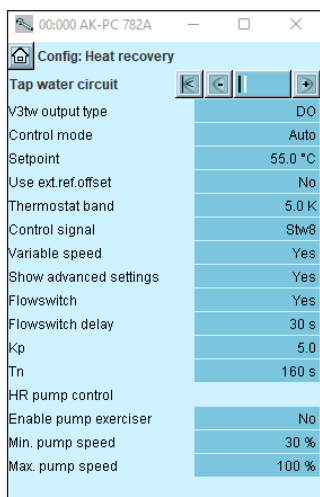 00:000 AK-PC 782A
Config: Heat recovery
Tap water circuit
V3tw output type DO
Control mode Auto
Setpoint 55.0 °C
Use ext.ref.offset No
Thermostat band 5.0 K
Control signal Stw8
Variable speed Yes
Show advanced settings Yes
Flowswitch Yes
Flowswitch delay 30 s
Kp 5.0
Tn 160 s
HR pump control
Enable pump exerciser No
Min. pump speed 30 %
Max. pump speed 100 %